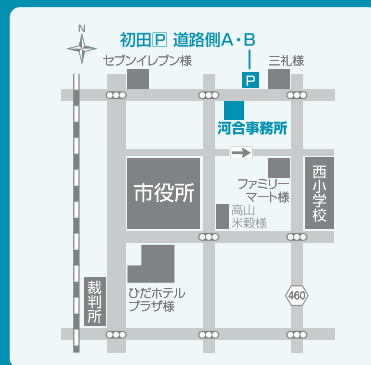 N
初田P 道路側A・B
セブンイレブン様
三礼様
P
河合事務所
→
市役所
ファミリー
マート様
西小学校
高山
米穀様
裁判所
ひだホテル
プラザ様
460